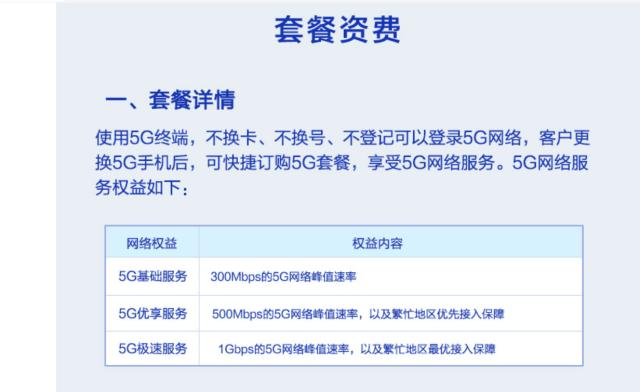 套餐资费
一、套餐详情
使用5G终端，不换卡、不换号、不登记可以登录5G网络，客户更
换5G手机后，可快捷订购5G套餐，享受5G网络服务。5G网络服
务权益如下：
网络权益 权益内容
5G基础服务 300Mbps的5G网络峰值速率
5G优享服务 500Mbps的5G网络峰值速率，以及繁忙地区优先接入保障
5G极速服务 1Gbps的5G网络峰值速率，以及繁忙地区最优接入保障